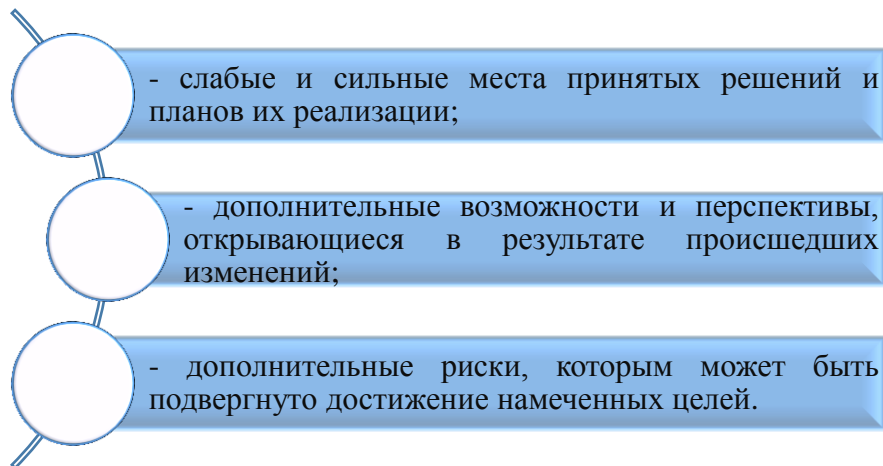 - слабые и сильные места принятых решений и
планов их реализации;
- дополнительные возможности и перспективы,
открывающиеся в результате происшедших
изменений;
- дополнительные риски, которым может быть
подвергнуто достижение намеченных целей.